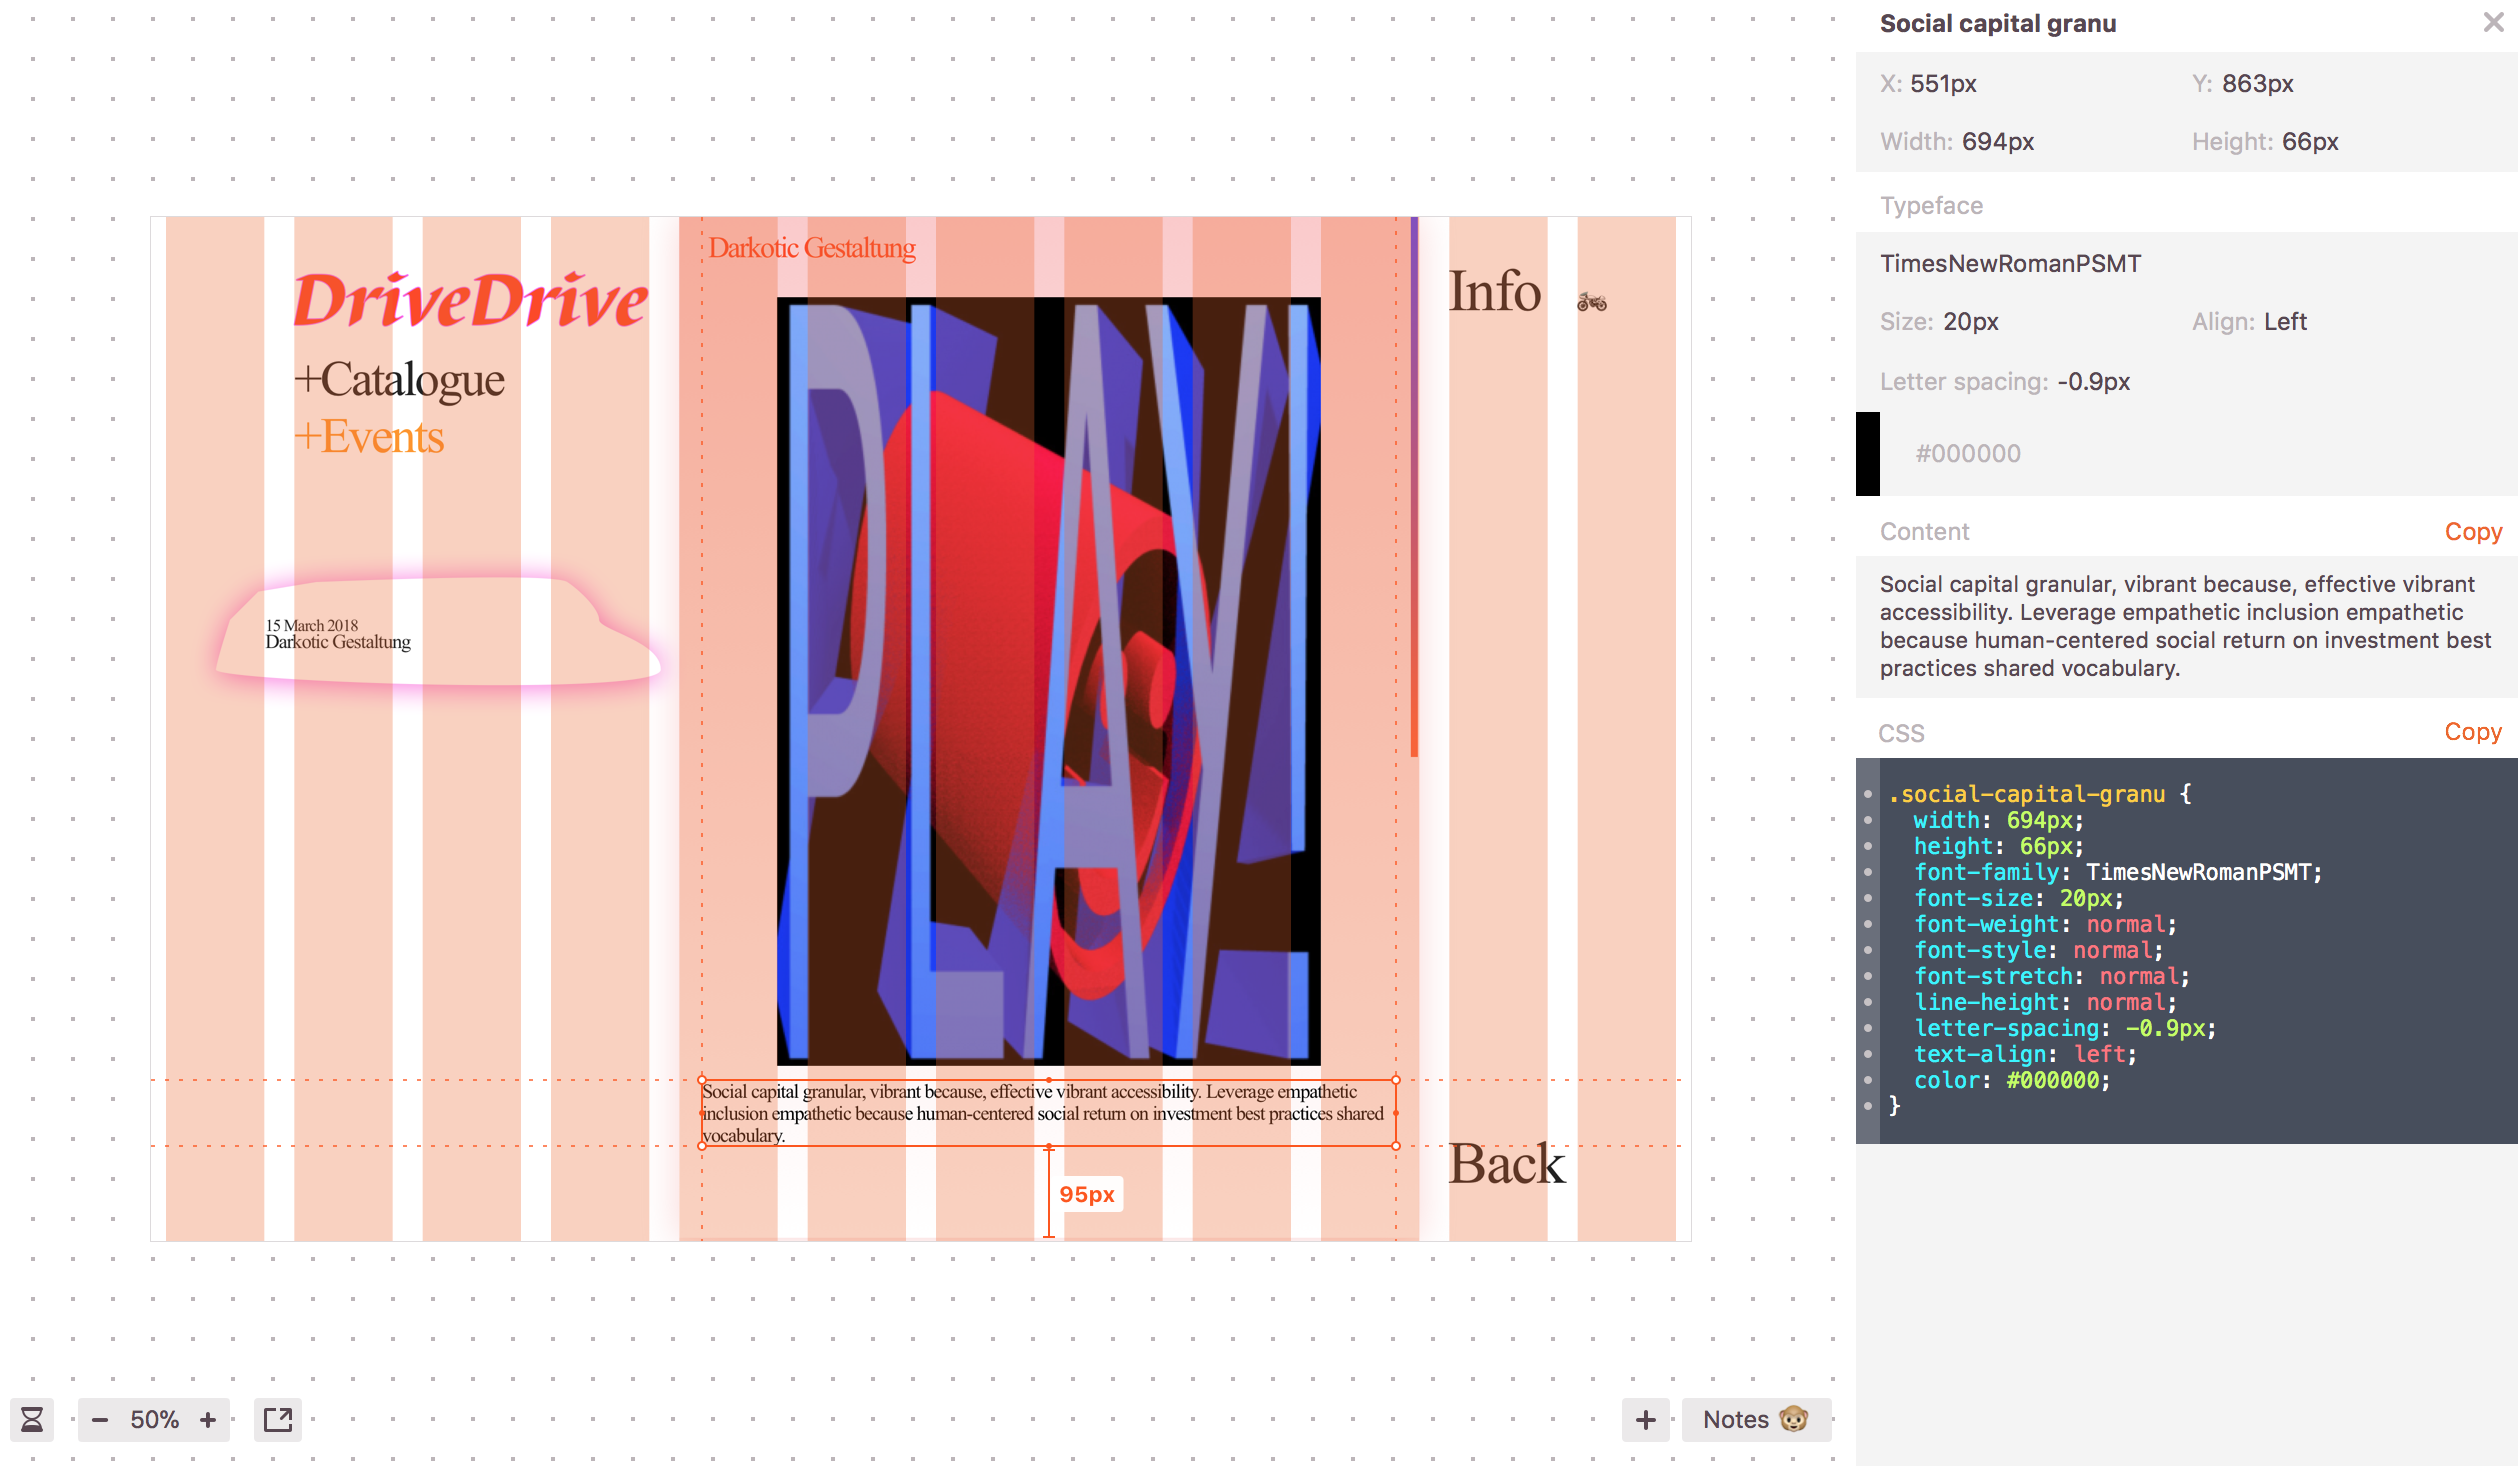 DriveDrive
+Catalogue
+Events
15 March 2018
Darkotic Gestaltung
Darkotic Gestaltung
PLAY!
Social capital granular, vibrant because, effective vibrant accessibility. Leverage empathetic
inclusion empathetic because human-centered social return on investment best practices shared
vocabulary.
95px
Info
Back
50%
Notes
Social capital granu
X: 551px Y: 863px
Width: 694px Height: 66px
Typeface
TimesNewRomanPSMT
Size: 20px Align: Left
Letter spacing: -0.9px
#000000
Content Copy
Social capital granular, vibrant because, effective vibrant
accessibility. Leverage empathetic inclusion empathetic
because human-centered social return on investment best
practices shared vocabulary.
CSS Copy
.social-capital-granu {
width: 694px;
height: 66px;
font-family: TimesNewRomanPSMT;
font-size: 20px;
font-weight: normal;
font-style: normal;
font-stretch: normal;
line-height: normal;
letter-spacing: -0.9px;
text-align: left;
color: #000000;
}